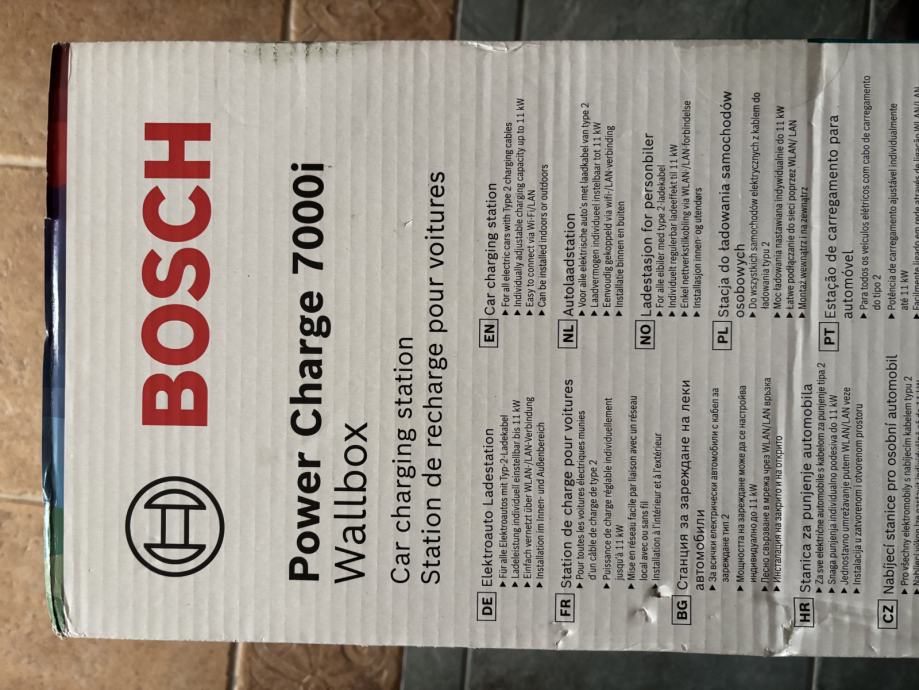 BOSCH
Power Charge 7000i
Wallbox
Car charging station
Station de recharge pour voitures
DE Elektroauto Ladestation
▸ Für alle Elektroautos mit Typ-2-Ladekabel
▸ Ladeleistung individuell einstellbar bis 11 kW
▸ Einfach vernetzt über WLAN-/LAN-Verbindung
▸ Installation im Innen- und Außenbereich
FR Station de charge pour voitures
▸ Pour toutes les voitures électriques munies
d'un câble de charge de type 2
▸ Puissance de charge réglable individuellement
jusqu'à 11 kW
▸ Mise en réseau facile par liaison avec un réseau
local avec ou sans fil
▸ Installation à l'intérieur et à l'extérieur
BG Станция за зареждане на леки
автомобили
▸ За всички електрически автомобили с кабел за
зареждане тип 2
▸ Мощността на зареждане може да се настройва
индивидуално до 11 kW
▸ Лесно свързване в мрежа чрез WLAN/LAN връзка
▸ Инсталация на закрито и на открито
HR Stanica za punjenje automobila
▸ Za sve električne automobile s kabelom za punjenje tipa 2
▸ Snaga punjenja individualno podesiva do 11 kW
▸ Jednostavno umrežavanje putem WLAN/LAN veze
▸ Instalacija u zatvorenom i otvorenom prostoru
CZ Nabíjecí stanice pro osobní automobil
▸ Pro všechny elektromobily s nabíjecím kabelem typu 2
EN Car charging station
▸ For all electric cars with Type 2 charging cables
▸ Individually adjustable charging capacity up to 11 kW
▸ Easy to connect via Wi-Fi/LAN
▸ Can be installed indoors or outdoors
NL Autolaadstation
▸ Voor alle elektrische auto's met laadkabel van type 2
▸ Laadvermogen individueel instelbaar tot 11 kW
▸ Eenvoudig gekoppeld via wifi-/LAN-verbinding
▸ Installatie binnen en buiten
NO Ladestasjon for personbiler
▸ For alle elbiler med type 2-ladekabel
▸ Individuelt regulerbar ladeeffekt til 11 kW
▸ Enkel nettverkstilkobling via WLAN-/LAN-forbindelse
▸ Installasjon innen- og utendørs
PL Stacja do ładowania samochodów
osobowych
▸ Do wszystkich samochodów elektrycznych z kablem do
ładowania typu 2
▸ Moc ładowania nastawiana indywidualnie do 11 kW
▸ Łatwe podłączanie do sieci poprzez WLAN/ LAN
▸ Montaż wewnątrz i na zewnątrz
PT Estação de carregamento para
automóvel
▸ Para todos os veículos elétricos com cabo de carregamento
do tipo 2
▸ Potência de carregamento ajustável individualmente
até 11 kW